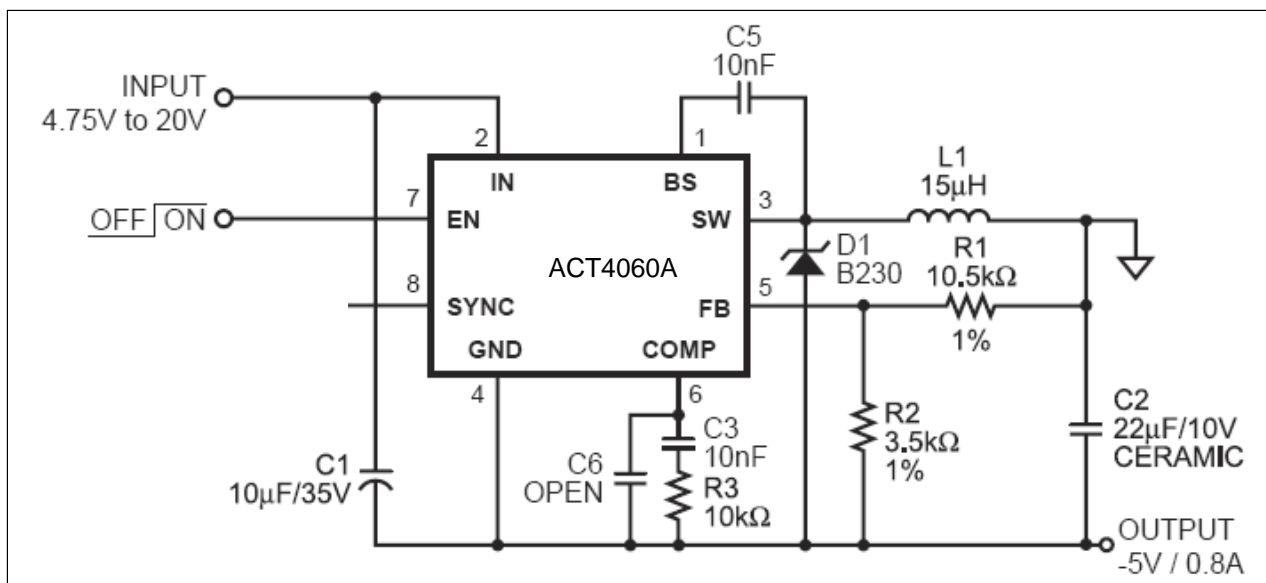 C5
10nF
INPUT
4.75V to 20V
2
1
IN
BS
L1
15µH
OFF ON
7
EN
SW
3
ACT4060A
D1
B230
R1
10.5kΩ
1%
8
SYNC
FB
5
GND
COMP
4
6
C1
10µF/35V
C6
OPEN
C3
10nF
R3
10kΩ
R2
3.5kΩ
1%
C2
22µF/10V
CERAMIC
OUTPUT
-5V / 0.8A